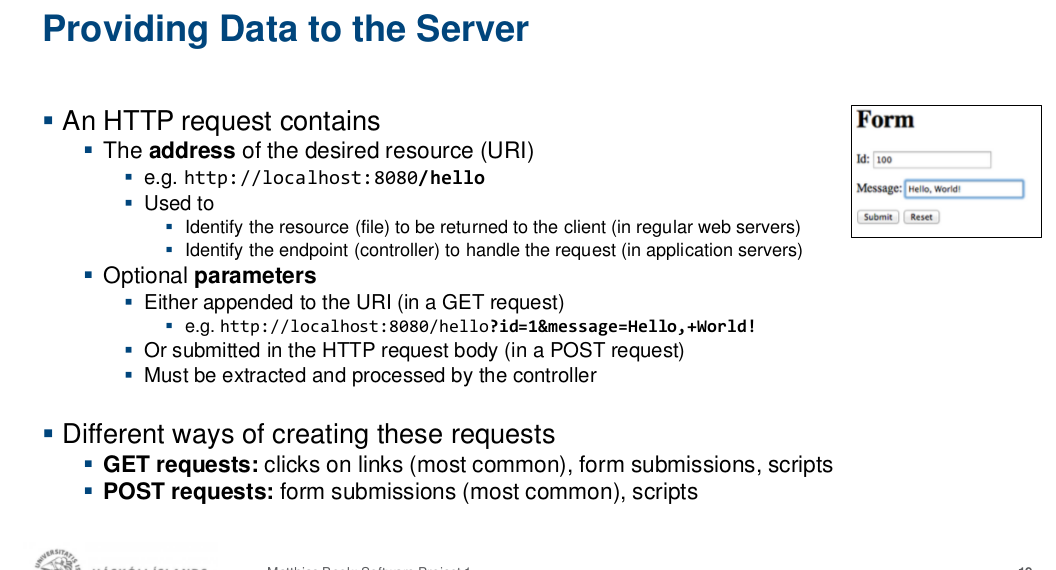 Providing Data to the Server
▪ An HTTP request contains
▪ The address of the desired resource (URI)
▪ e.g. http://localhost:8080/hello
▪ Used to
▪ Identify the resource (file) to be returned to the client (in regular web servers)
▪ Identify the endpoint (controller) to handle the request (in application servers)
▪ Optional parameters
▪ Either appended to the URI (in a GET request)
▪ e.g. http://localhost:8080/hello?id=1&message=Hello,+World!
▪ Or submitted in the HTTP request body (in a POST request)
▪ Must be extracted and processed by the controller
▪ Different ways of creating these requests
▪ GET requests: clicks on links (most common), form submissions, scripts
▪ POST requests: form submissions (most common), scripts
Form
Id: 100
Message: Hello, World!
Submit Reset